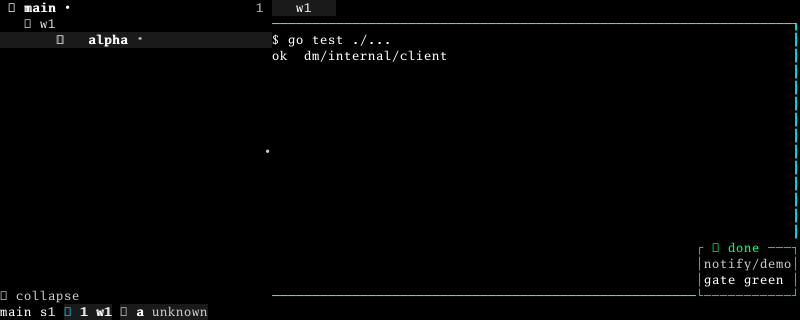 main • 1 w1
w1
alpha
$ go test ./...
ok dm/internal/client
done
notify/demo
gate green
collapse
main s1 1 w1 a unknown